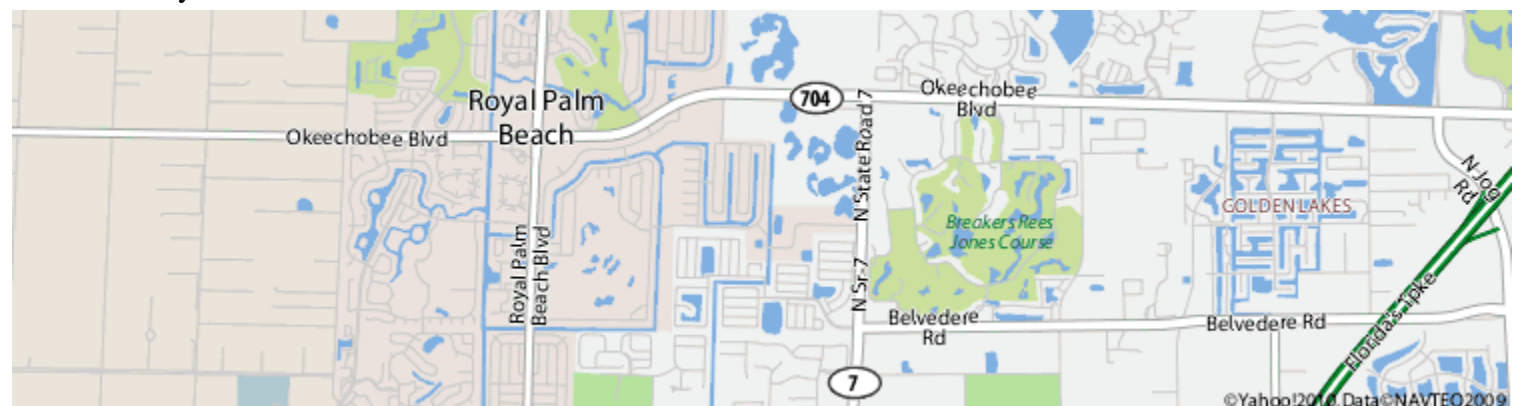 Okeechobee
Blvd
704
Royal Palm
Beach
Okeechobee Blvd
N State Road 7
N Jog
Rd
GOLDEN LAKES
Breakers Rees
Jones Course
Royal Palm
Beach Blvd
N Sr-7
Belvedere
Rd
Belvedere Rd
Florida's Tpke
7
©Yahoo!2010, Data©NAVTEQ2009